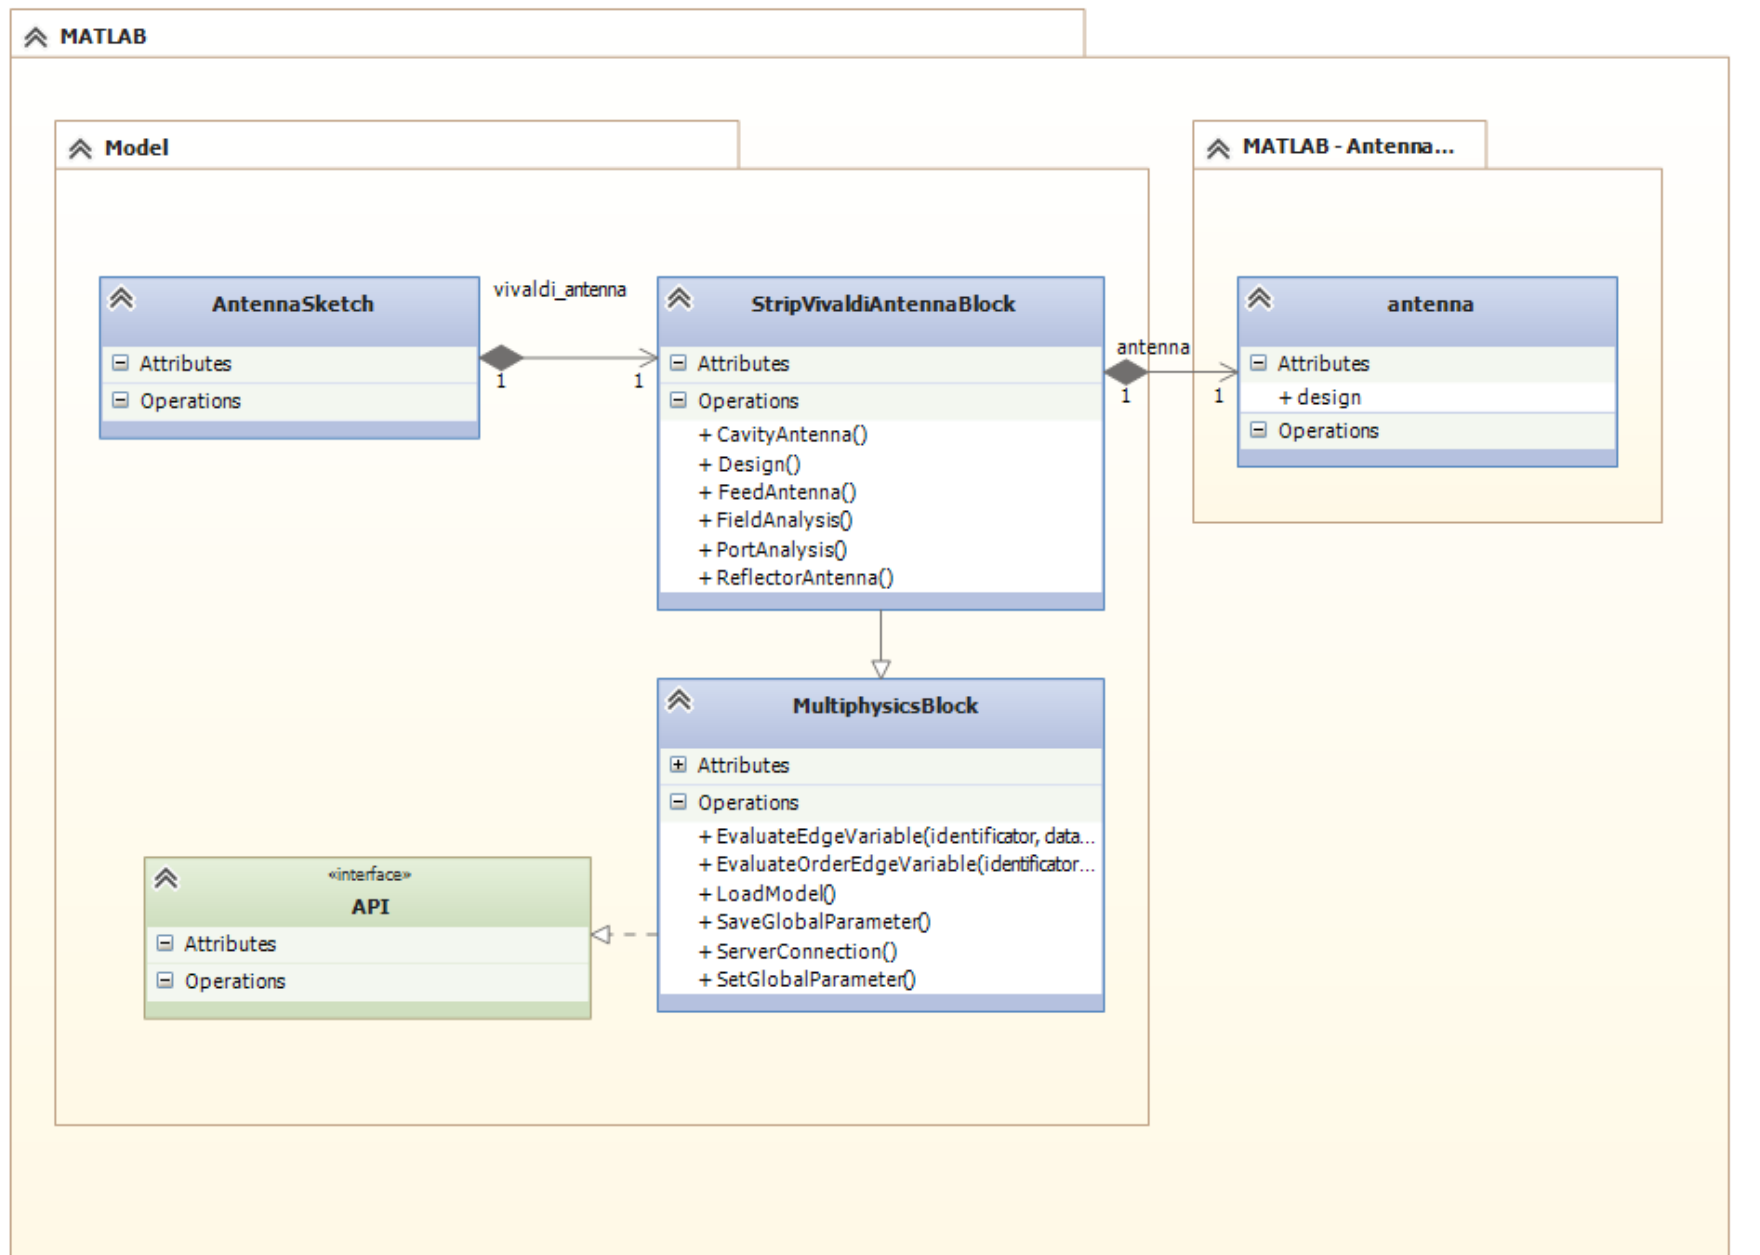 MATLAB
Model
MATLAB - Antenna...
AntennaSketch
Attributes
Operations
vivaldi_antenna
1
1
StripVivaldiAntennaBlock
Attributes
Operations
+ CavityAntenna()
+ Design()
+ FeedAntenna()
+ FieldAnalysis()
+ PortAnalysis()
+ ReflectorAntenna()
antenna
1
1
antenna
Attributes
+ design
Operations
MultiphysicsBlock
Attributes
Operations
+ EvaluateEdgeVariable(identificator, data...
+ EvaluateOrderEdgeVariable(identificator...
+ LoadModel()
+ SaveGlobalParameter()
+ ServerConnection()
+ SetGlobalParameter()
«interface»
API
Attributes
Operations